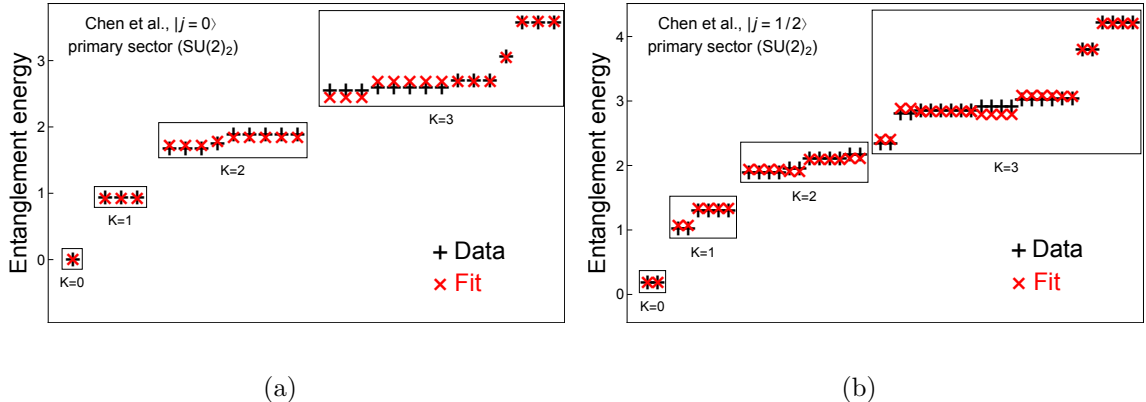 Chen et al., |j = 0⟩
primary sector (SU(2)₂)
Entanglement energy
3
2
1
0
K=0
K=1
K=2
K=3
+ Data
× Fit
(a)
Chen et al., |j = 1/2⟩
primary sector (SU(2)₂)
Entanglement energy
4
3
2
1
0
K=0
K=1
K=2
K=3
+ Data
× Fit
(b)